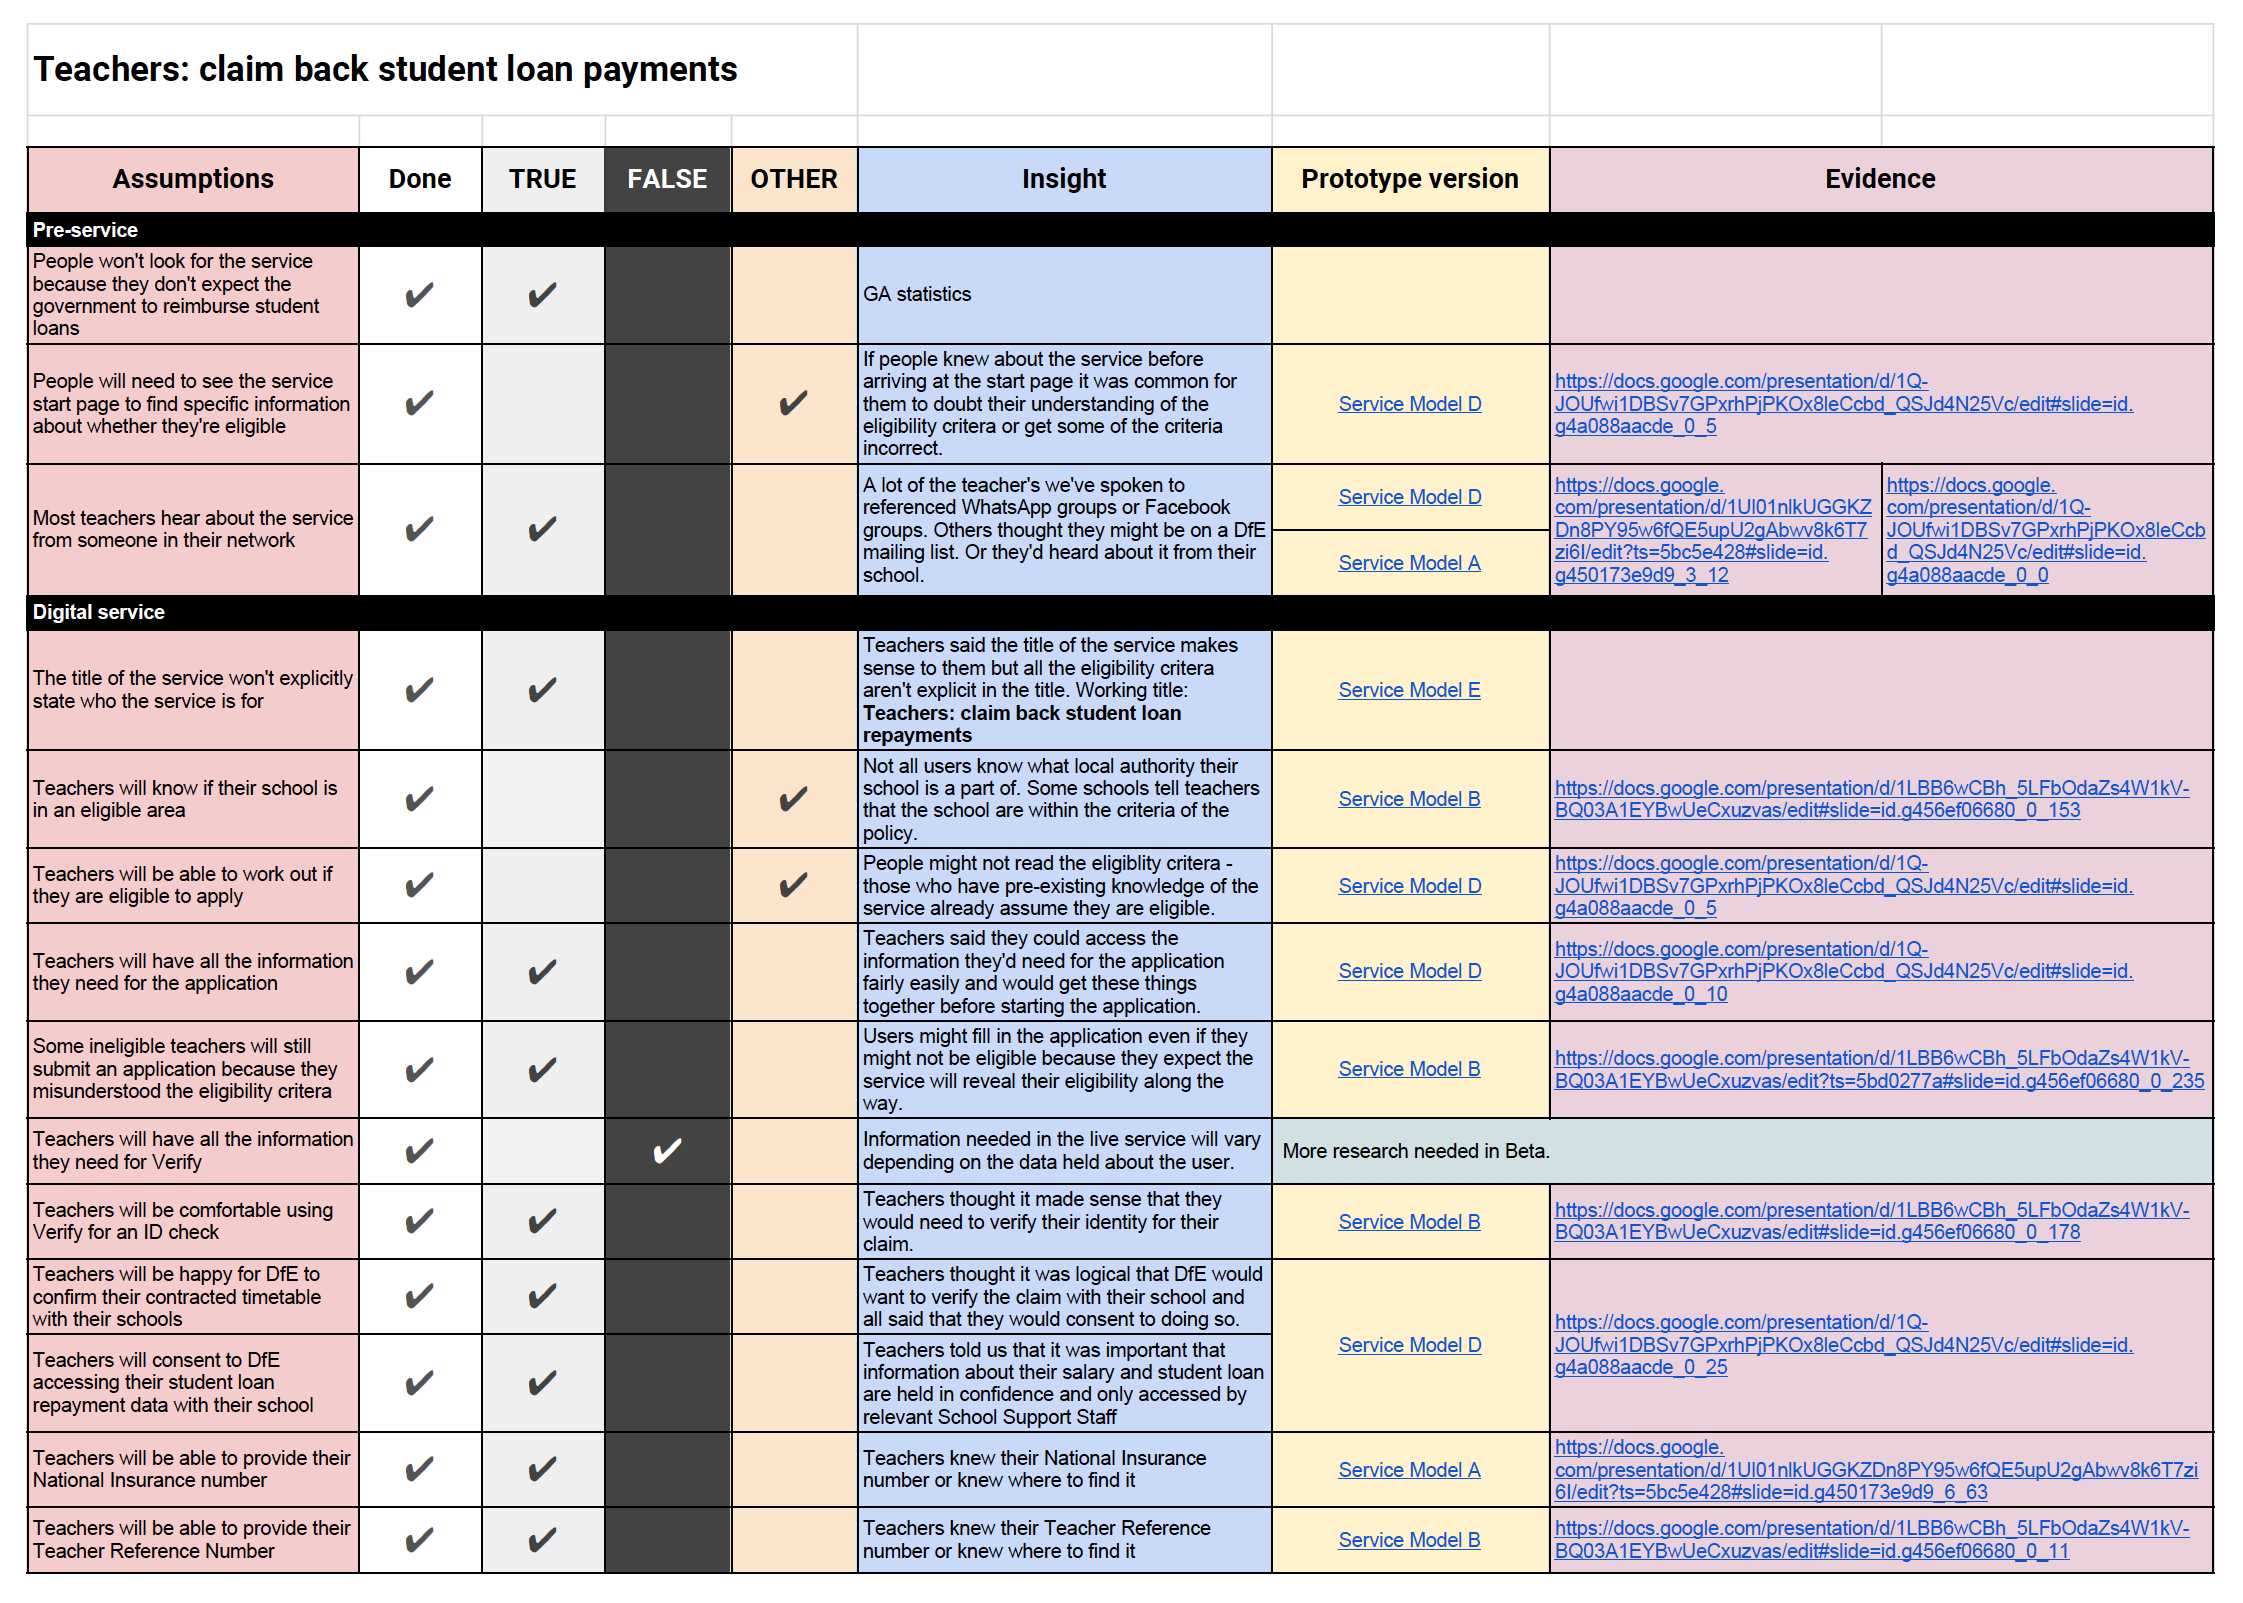 Teachers: claim back student loan payments
Assumptions
Done
TRUE
FALSE
OTHER
Insight
Prototype version
Evidence
Pre-service
People won't look for the service
because they don't expect the
government to reimburse student
loans
✔
✔
GA statistics
People will need to see the service
start page to find specific information
about whether they're eligible
✔
✔
If people knew about the service before
arriving at the start page it was common for
them to doubt their understanding of the
eligibility critera or get some of the criteria
incorrect.
Service Model D
https://docs.google.com/presentation/d/1Q-
JOUfwi1DBSv7GPxrhPjPKOx8leCcbd_QSJd4N25Vc/edit#slide=id.
g4a088aacde_0_5
Most teachers hear about the service
from someone in their network
✔
✔
A lot of the teacher's we've spoken to
referenced WhatsApp groups or Facebook
groups. Others thought they might be on a DfE
mailing list. Or they'd heard about it from their
school.
Service Model D
Service Model A
https://docs.google.
com/presentation/d/1Ul01nlkUGGKZ
Dn8PY95w6fQE5upU2gAbwv8k6T7
zi6I/edit?ts=5bc5e428#slide=id.
g450173e9d9_3_12
https://docs.google.
com/presentation/d/1Q-
JOUfwi1DBSv7GPxrhPjPKOx8leCcb
d_QSJd4N25Vc/edit#slide=id.
g4a088aacde_0_0
Digital service
The title of the service won't explicitly
state who the service is for
✔
✔
Teachers said the title of the service makes
sense to them but all the eligibility critera
aren't explicit in the title. Working title:
Teachers: claim back student loan
repayments
Service Model E
Teachers will know if their school is
in an eligible area
✔
✔
Not all users know what local authority their
school is a part of. Some schools tell teachers
that the school are within the criteria of the
policy.
Service Model B
https://docs.google.com/presentation/d/1LBB6wCBh_5LFbOdaZs4W1kV-
BQ03A1EYBwUeCxuzvas/edit#slide=id.g456ef06680_0_153
Teachers will be able to work out if
they are eligible to apply
✔
✔
People might not read the eligiblity critera -
those who have pre-existing knowledge of the
service already assume they are eligible.
Service Model D
https://docs.google.com/presentation/d/1Q-
JOUfwi1DBSv7GPxrhPjPKOx8leCcbd_QSJd4N25Vc/edit#slide=id.
g4a088aacde_0_5
Teachers will have all the information
they need for the application
✔
✔
Teachers said they could access the
information they'd need for the application
fairly easily and would get these things
together before starting the application.
Service Model D
https://docs.google.com/presentation/d/1Q-
JOUfwi1DBSv7GPxrhPjPKOx8leCcbd_QSJd4N25Vc/edit#slide=id.
g4a088aacde_0_10
Some ineligible teachers will still
submit an application because they
misunderstood the eligibility critera
✔
✔
Users might fill in the application even if they
might not be eligible because they expect the
service will reveal their eligibility along the
way.
Service Model B
https://docs.google.com/presentation/d/1LBB6wCBh_5LFbOdaZs4W1kV-
BQ03A1EYBwUeCxuzvas/edit?ts=5bd0277a#slide=id.g456ef06680_0_235
Teachers will have all the information
they need for Verify
✔
✔
Information needed in the live service will vary
depending on the data held about the user.
More research needed in Beta.
Teachers will be comfortable using
Verify for an ID check
✔
✔
Teachers thought it made sense that they
would need to verify their identity for their
claim.
Service Model B
https://docs.google.com/presentation/d/1LBB6wCBh_5LFbOdaZs4W1kV-
BQ03A1EYBwUeCxuzvas/edit#slide=id.g456ef06680_0_178
Teachers will be happy for DfE to
confirm their contracted timetable
with their schools
✔
✔
Teachers thought it was logical that DfE would
want to verify the claim with their school and
all said that they would consent to doing so.
Service Model D
https://docs.google.com/presentation/d/1Q-
JOUfwi1DBSv7GPxrhPjPKOx8leCcbd_QSJd4N25Vc/edit#slide=id.
g4a088aacde_0_25
Teachers will consent to DfE
accessing their student loan
repayment data with their school
✔
✔
Teachers told us that it was important that
information about their salary and student loan
are held in confidence and only accessed by
relevant School Support Staff
Teachers will be able to provide their
National Insurance number
✔
✔
Teachers knew their National Insurance
number or knew where to find it
Service Model A
https://docs.google.
com/presentation/d/1Ul01nlkUGGKZDn8PY95w6fQE5upU2gAbwv8k6T7zi
6I/edit?ts=5bc5e428#slide=id.g450173e9d9_6_63
Teachers will be able to provide their
Teacher Reference Number
✔
✔
Teachers knew their Teacher Reference
number or knew where to find it
Service Model B
https://docs.google.com/presentation/d/1LBB6wCBh_5LFbOdaZs4W1kV-
BQ03A1EYBwUeCxuzvas/edit#slide=id.g456ef06680_0_11